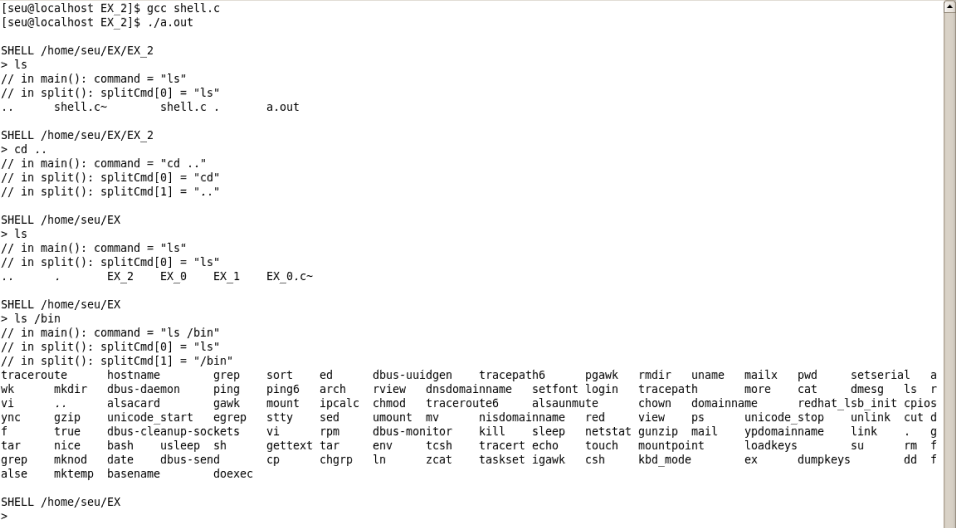 [seu@localhost EX_2]$ gcc shell.c
[seu@localhost EX_2]$ ./a.out
SHELL /home/seu/EX/EX_2
> ls
// in main(): command = "ls"
// in split(): splitCmd[0] = "ls"
..      shell.c~        shell.c .       a.out
SHELL /home/seu/EX/EX_2
> cd ..
// in main(): command = "cd .."
// in split(): splitCmd[0] = "cd"
// in split(): splitCmd[1] = ".."
SHELL /home/seu/EX
> ls
// in main(): command = "ls"
// in split(): splitCmd[0] = "ls"
..      .       EX_2    EX_0    EX_1    EX_0.c~
SHELL /home/seu/EX
> ls /bin
// in main(): command = "ls /bin"
// in split(): splitCmd[0] = "ls"
// in split(): splitCmd[1] = "/bin"
traceroute      hostname        grep    sort    ed      dbus-uuidgen    tracepath6      pgawk   rmdir   uname   mailx   pwd     setserial       a
wk      mkdir   dbus-daemon     ping    ping6   arch    rview   dnsdomainname   setfont login   tracepath       more    cat     dmesg   ls      r
vi      ..      alsacard        gawk    mount   ipcalc  chmod   traceroute6     alsaunmute      chown   domainname      redhat_lsb_init cpios
ync     gzip    unicode_start   egrep   stty    sed     umount  mv      nisdomainname   red     view    ps      unicode_stop    unlink  cut     d
f       true    dbus-cleanup-sockets    vi      rpm     dbus-monitor    kill    sleep   netstat gunzip  mail    ypdomainname    link    .       g
tar     nice    bash    usleep  sh      gettext tar     env     tcsh    tracert echo    touch   mountpoint      loadkeys        su      rm      f
grep    mknod   date    dbus-send       cp      chgrp   ln      zcat    taskset igawk   csh     kbd_mode        ex      dumpkeys        dd      f
alse    mktemp  basename        doexec
SHELL /home/seu/EX
>